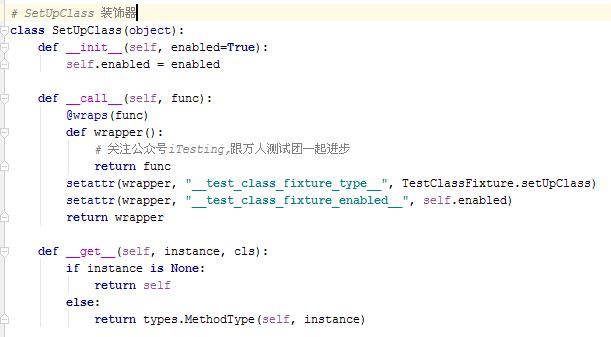 # SetUpClass 装饰器
class SetUpClass(object):
    def __init__(self, enabled=True):
        self.enabled = enabled

    def __call__(self, func):
        @wraps(func)
        def wrapper():
            # 关注公众号iTesting,跟万人测试团一起进步
            return func
        setattr(wrapper, "__test_class_fixture_type__", TestClassFixture.setUpClass)
        setattr(wrapper, "__test_class_fixture_enabled__", self.enabled)
        return wrapper

    def __get__(self, instance, cls):
        if instance is None:
            return self
        else:
            return types.MethodType(self, instance)